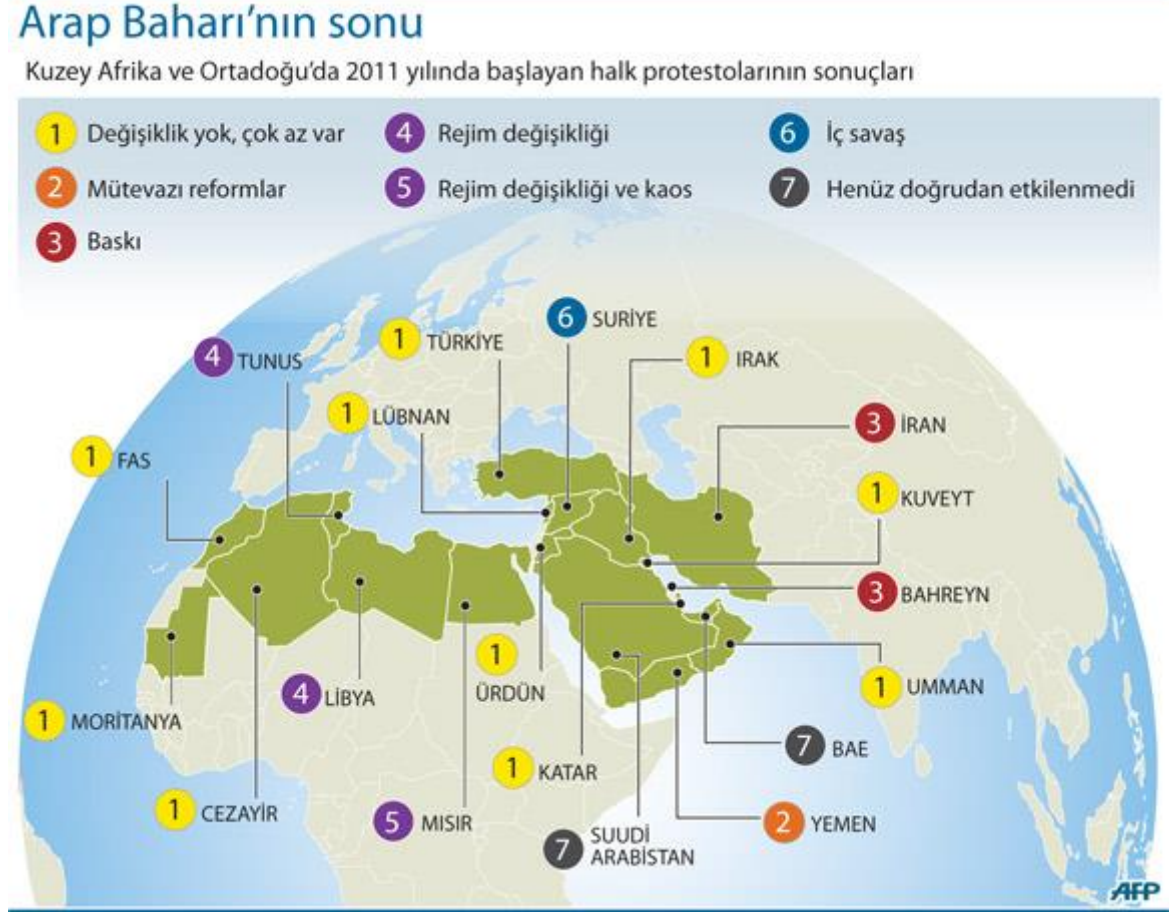 Arap Baharı’nın sonu
Kuzey Afrika ve Ortadoğu’da 2011 yılında başlayan halk protestolarının sonuçları
1 Değişiklik yok, çok az var
2 Mütevazı reformlar
3 Baskı
4 Rejim değişikliği
5 Rejim değişikliği ve kaos
6 İç savaş
7 Henüz doğrudan etkilenmedi
6 SURİYE
1 TÜRKİYE
4 TUNUS
1 IRAK
1 LÜBNAN
3 İRAN
1 FAS
1 KUVEYT
3 BAHREYN
1
ÜRDÜN
4 LİBYA
1 UMMAN
1 MORİTANYA
7 BAE
1 KATAR
1 CEZAYİR
5 MISIR
2 YEMEN
7 SUUDİ
ARABİSTAN
AFP